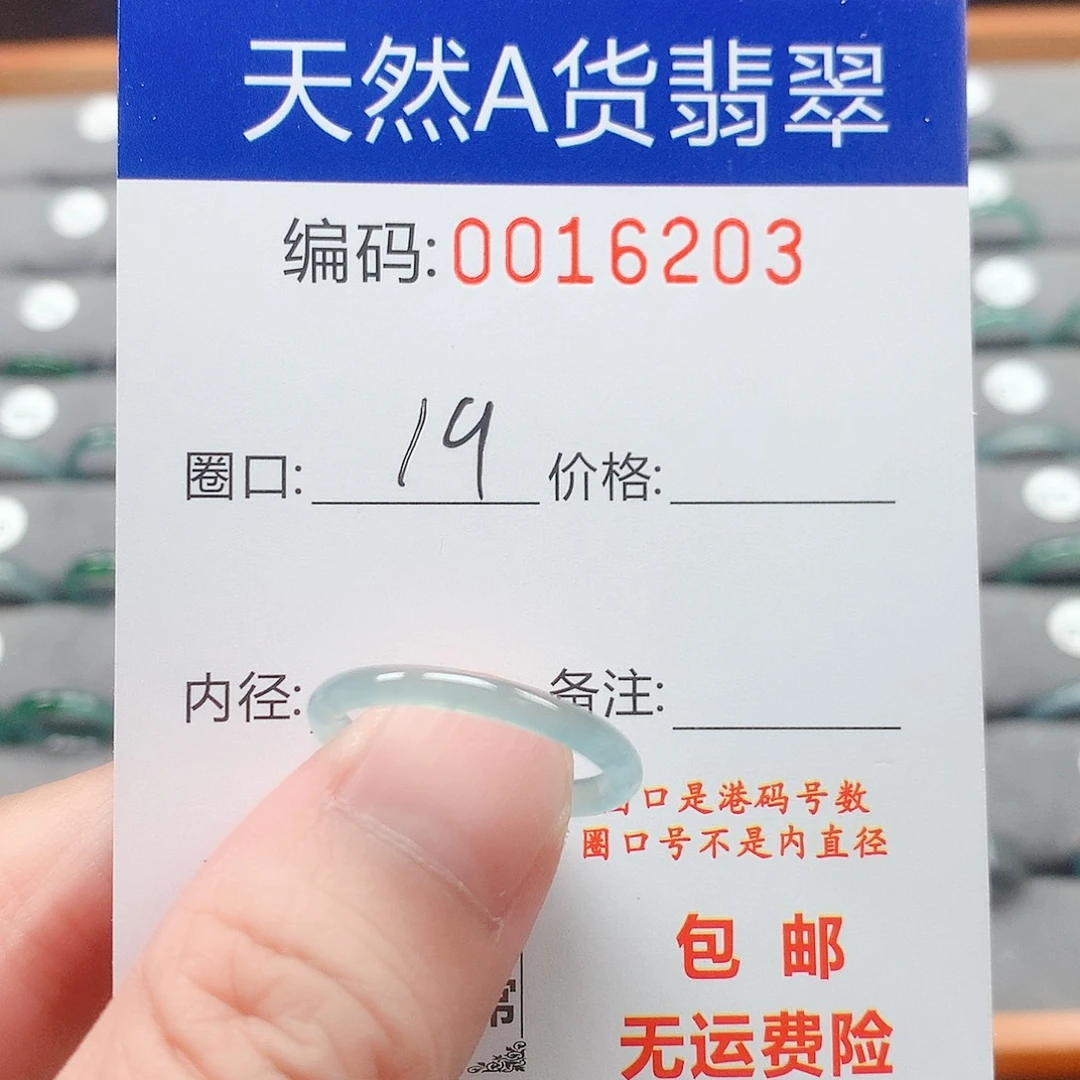 天然A货翡翠
编码:0016203
圈口: 19 价格:
内径: 备注:
口是港码号数
圈口号不是内直径
包邮
无运费险